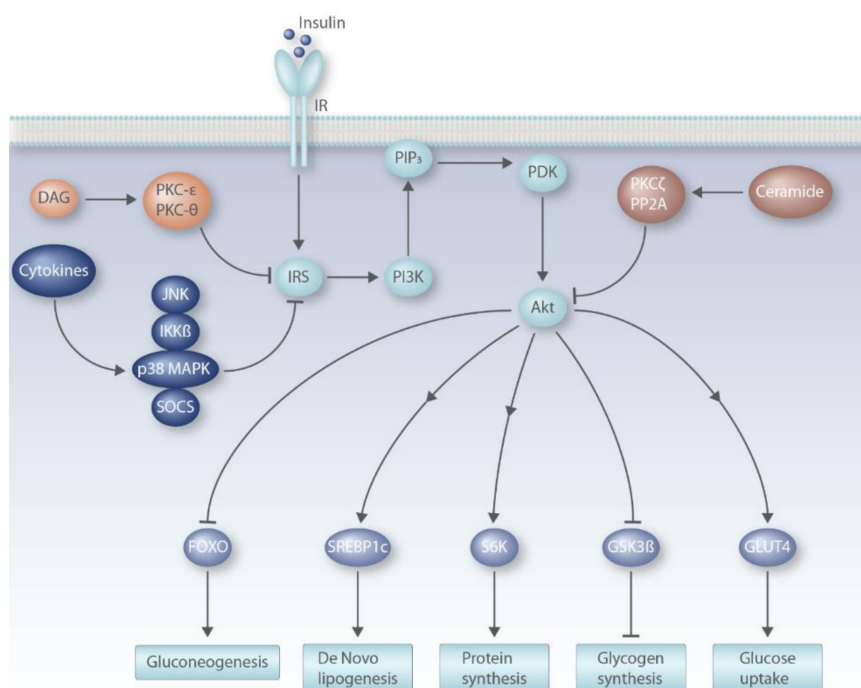 Insulin
IR
PIP₃
PDK
DAG
PKC-ε
PKC-θ
PKCζ
PP2A
Ceramide
Cytokines
IRS
PI3K
JNK
Akt
IKKß
p38 MAPK
SOCS
FOXO
SREBP1c
S6K
GSK3ß
GLUT4
Gluconeogenesis
De Novo
lipogenesis
Protein
synthesis
Glycogen
synthesis
Glucose
uptake